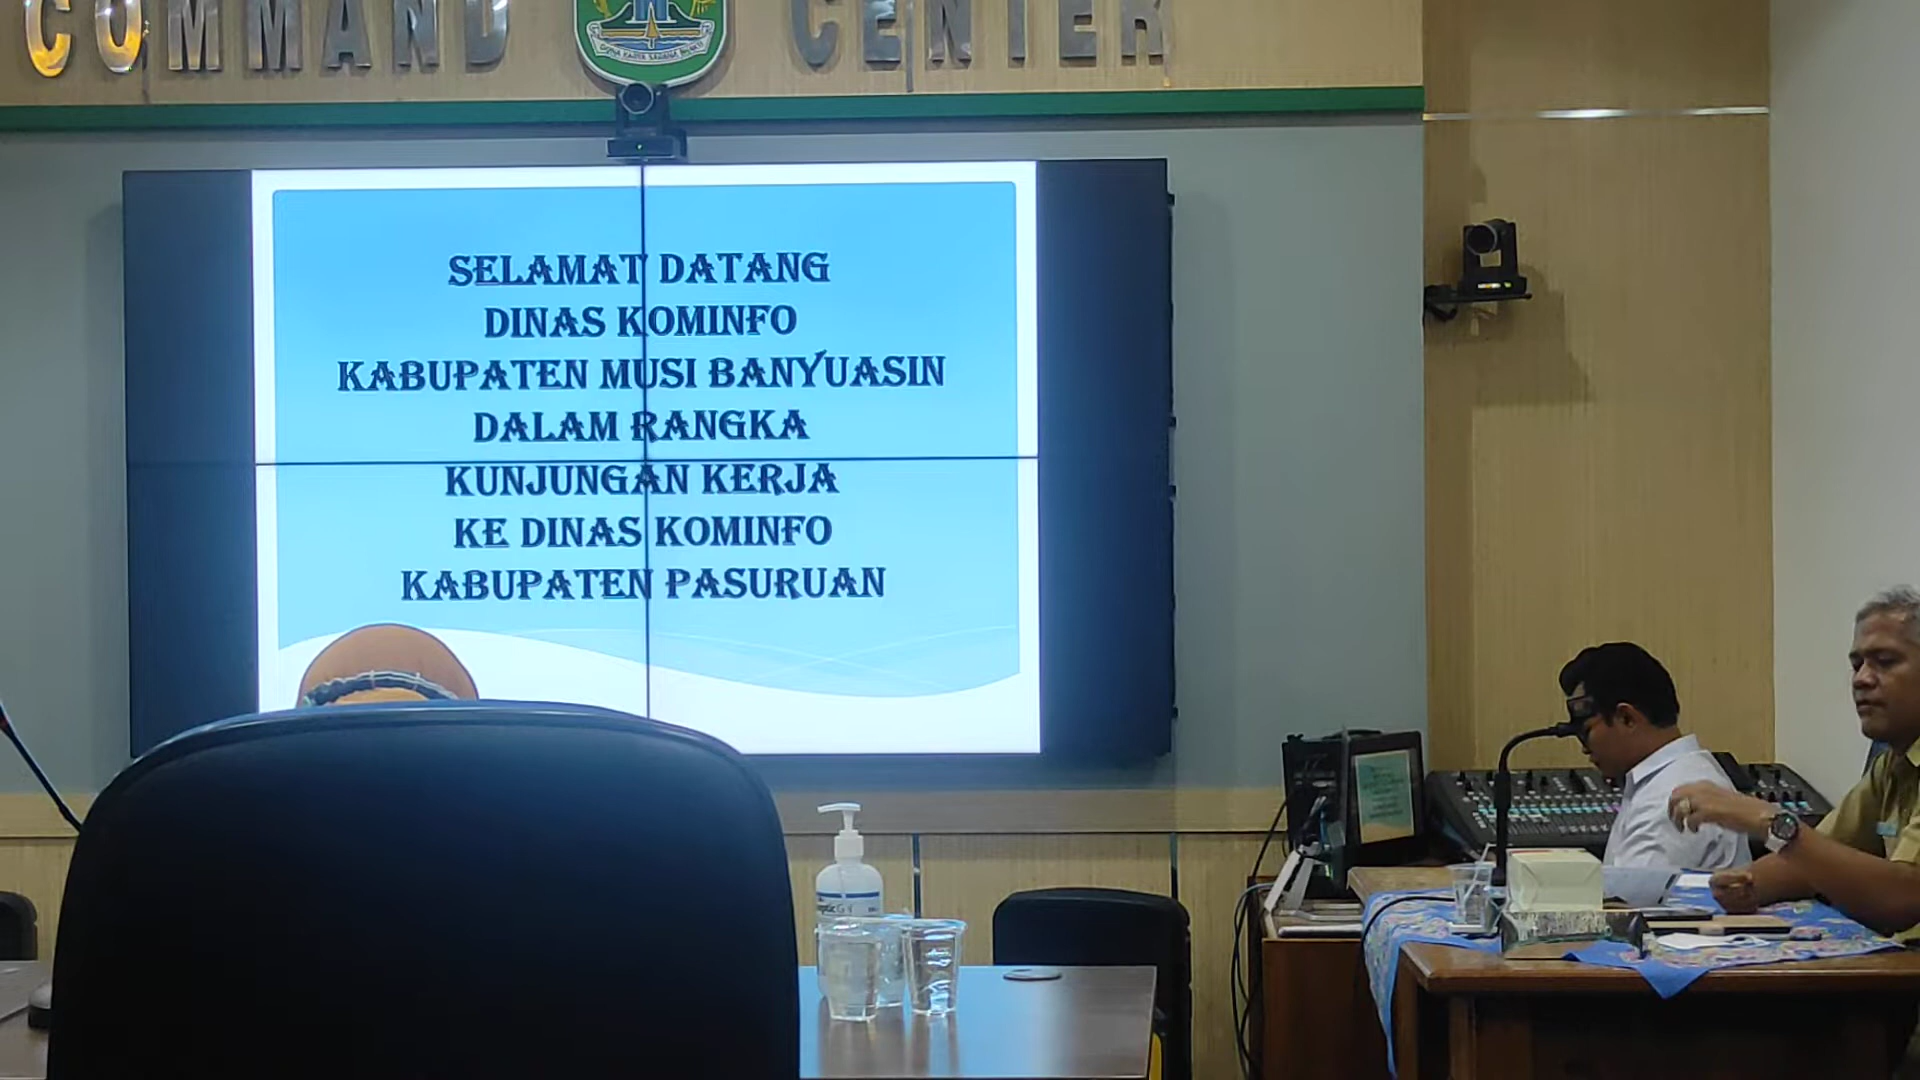 COMMAND CENTER
SELAMAT DATANG
DINAS KOMINFO
KABUPATEN MUSI BANYUASIN
DALAM RANGKA
KUNJUNGAN KERJA
KE DINAS KOMINFO
KABUPATEN PASURUAN